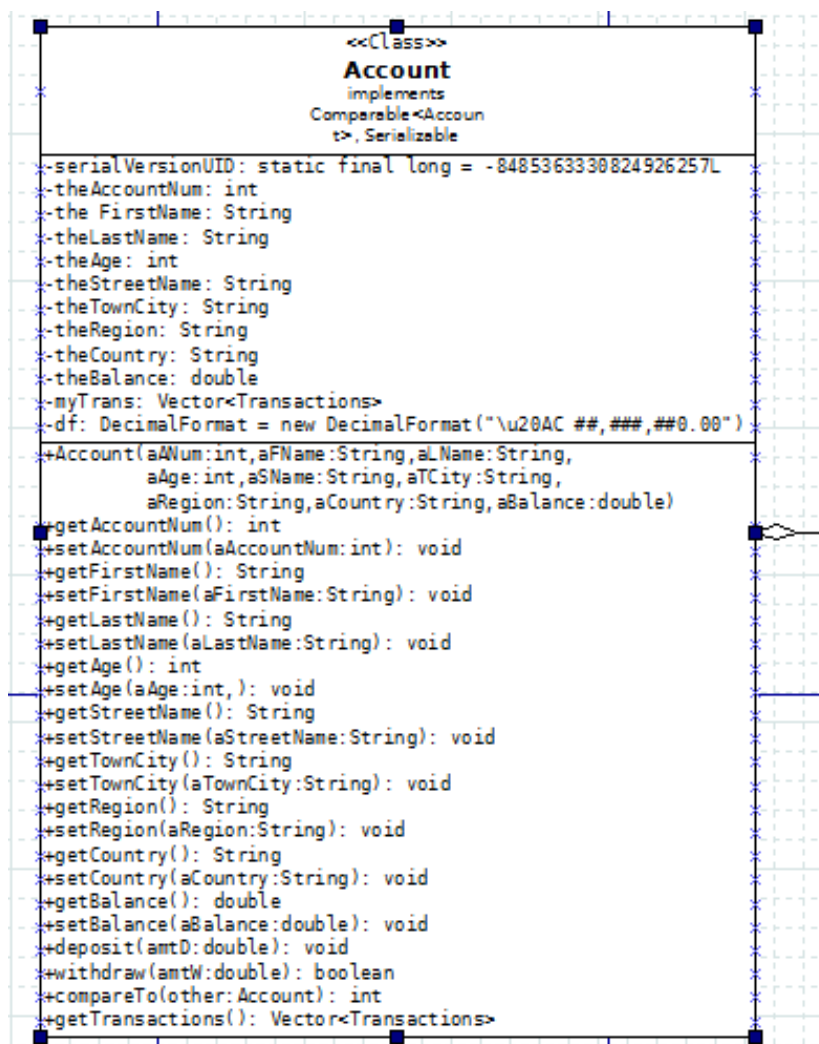 <<Class>>
Account
implements
Comparable<Accoun
t>, Serializable
-serialVersionUID: static final long = -8485363330824926257L
-theAccountNum: int
-the FirstName: String
-theLastName: String
-theAge: int
-theStreetName: String
-theTownCity: String
-theRegion: String
-theCountry: String
-theBalance: double
-myTrans: Vector<Transactions>
-df: DecimalFormat = new DecimalFormat("\u20AC ##,###,##0.00")
+Account(aANum:int,aFName:String,aLName:String,
aAge:int,aSName:String,aTCity:String,
aRegion:String,aCountry:String,aBalance:double)
+getAccountNum(): int
+setAccountNum(aAccountNum:int): void
+getFirstName(): String
+setFirstName(aFirstName:String): void
+getLastName(): String
+setLastName(aLastName:String): void
+getAge(): int
+setAge(aAge:int,): void
+getStreetName(): String
+setStreetName(aStreetName:String): void
+getTownCity(): String
+setTownCity(aTownCity:String): void
+getRegion(): String
+setRegion(aRegion:String): void
+getCountry(): String
+setCountry(aCountry:String): void
+getBalance(): double
+setBalance(aBalance:double): void
+deposit(amtD:double): void
+withdraw(amtW:double): boolean
+compareTo(other:Account): int
+getTransactions(): Vector<Transactions>